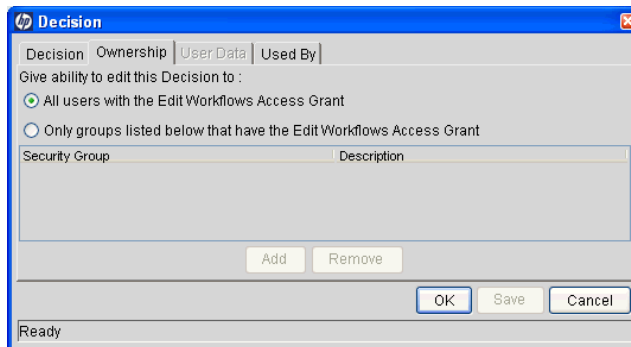 hp Decision
Decision Ownership User Data Used By
Give ability to edit this Decision to :
All users with the Edit Workflows Access Grant
Only groups listed below that have the Edit Workflows Access Grant
Security Group Description
Add Remove
OK Save Cancel
Ready